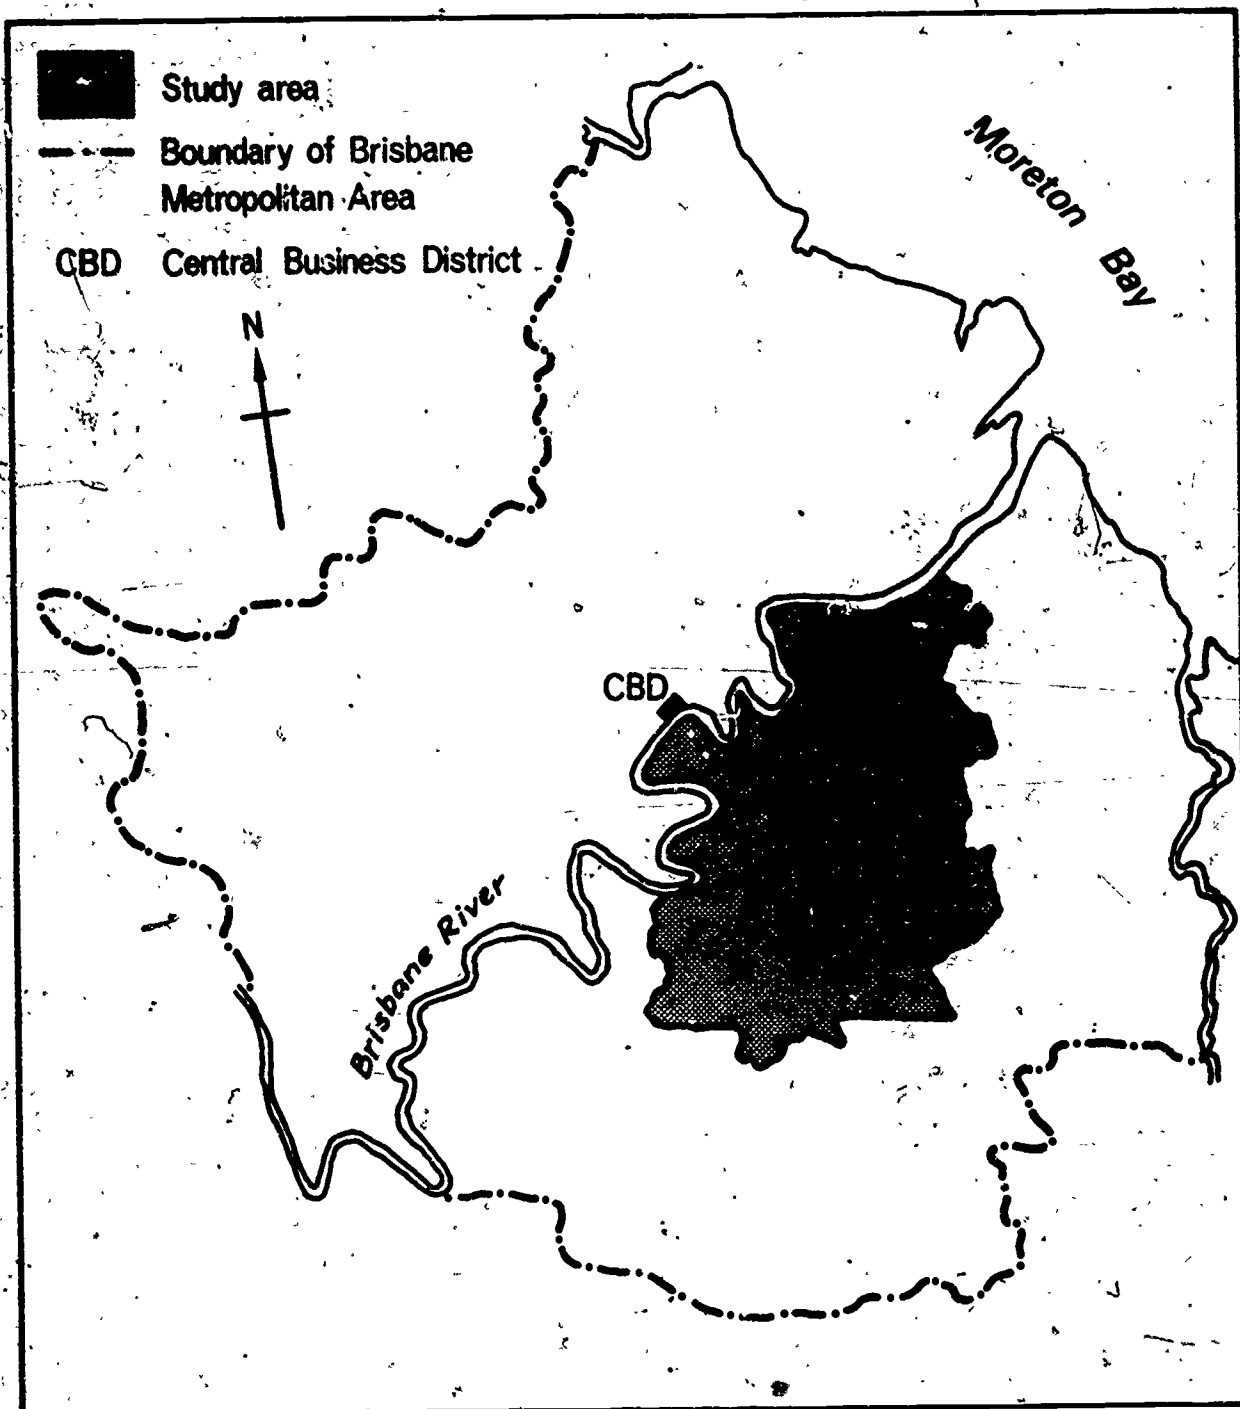 Study area
Boundary of Brisbane
Metropolitan Area
CBD Central Business District
N
Moreton Bay
CBD
Brisbane River